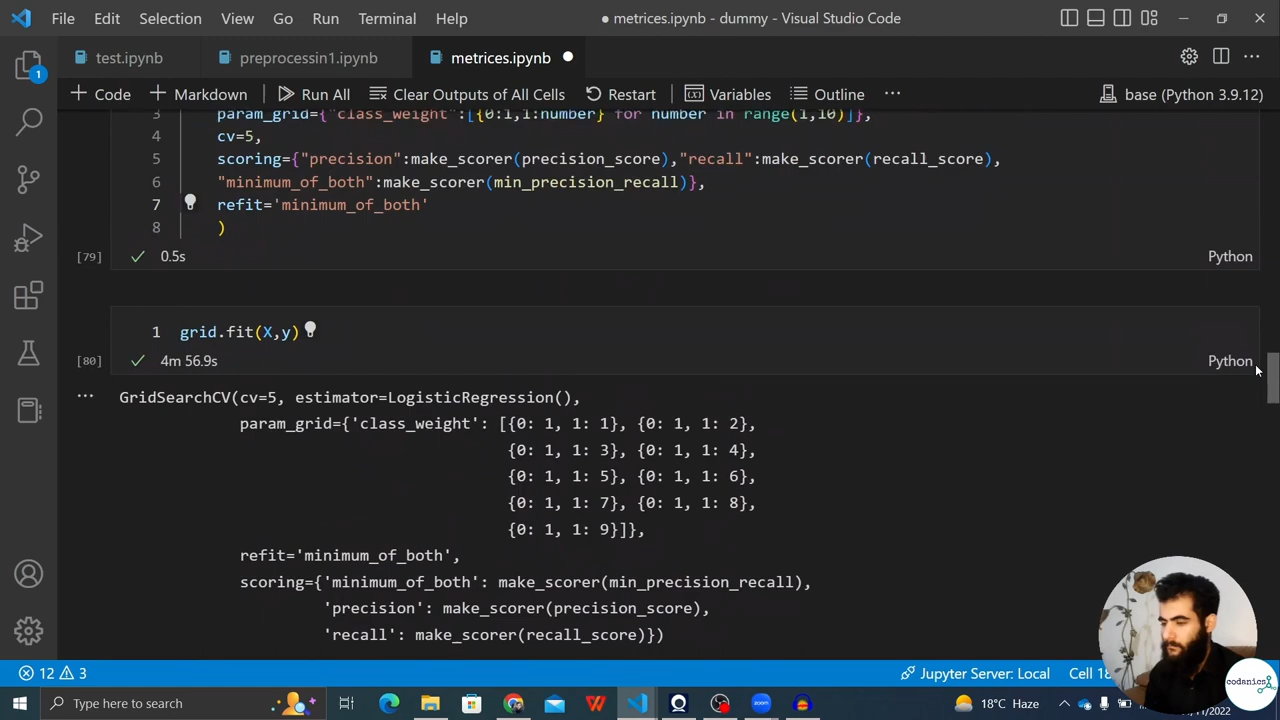 File Edit Selection View Go Run Terminal Help
● metrices.ipynb - dummy - Visual Studio Code
test.ipynb preprocessin1.ipynb metrices.ipynb
1
+ Code + Markdown Run All Clear Outputs of All Cells Restart Variables Outline ... base (Python 3.9.12)
3 param_grid={"class_weight":[{0:1,1:number} for number in range(1,10)]},
4 cv=5,
5 scoring={"precision":make_scorer(precision_score),"recall":make_scorer(recall_score),
6 "minimum_of_both":make_scorer(min_precision_recall)},
7 refit='minimum_of_both'
8 )
[79] ✓ 0.5s Python
1 grid.fit(X,y)
[80] ✓ 4m 56.9s Python
... GridSearchCV(cv=5, estimator=LogisticRegression(),
param_grid={'class_weight': [{0: 1, 1: 1}, {0: 1, 1: 2},
{0: 1, 1: 3}, {0: 1, 1: 4},
{0: 1, 1: 5}, {0: 1, 1: 6},
{0: 1, 1: 7}, {0: 1, 1: 8},
{0: 1, 1: 9}]},
refit='minimum_of_both',
scoring={'minimum_of_both': make_scorer(min_precision_recall),
'precision': make_scorer(precision_score),
'recall': make_scorer(recall_score)})
12 3 Jupyter Server: Local
codanics
Type here to search zoom 18°C Haze